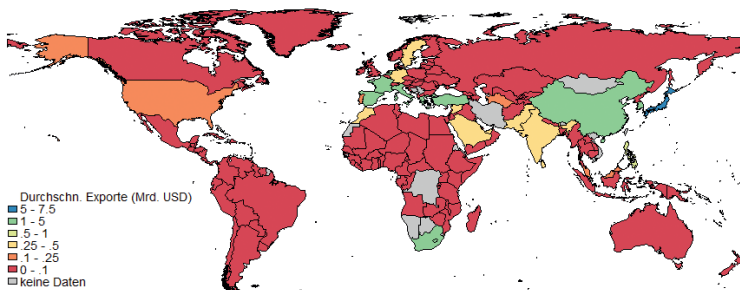 Durchschn. Exporte (Mrd. USD)
5 - 7.5
1 - 5
.5 - 1
.25 - .5
.1 - .25
0 - .1
keine Daten